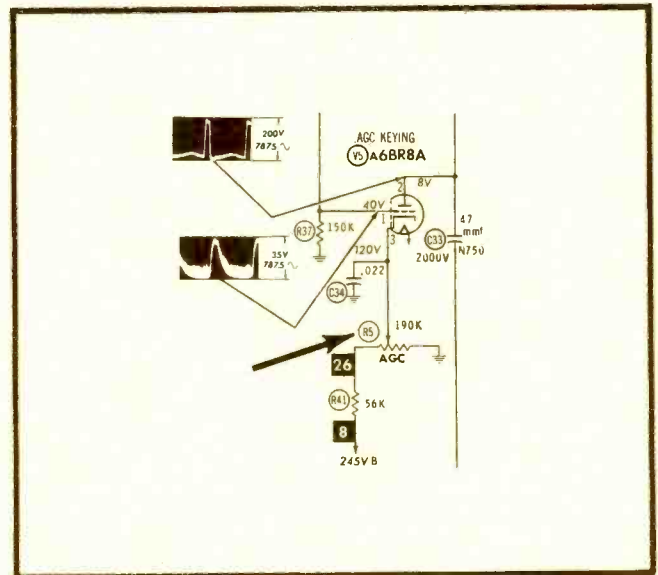 200V
7875 ∿
AGC KEYING
V5 A6BR8A
2
8V
40V
1
3
R37
150K
47
mmf
N750
C33
2000V
35V
7875 ∿
120V
.022
C34
R5
190K
26
AGC
R41
56K
8
245V B